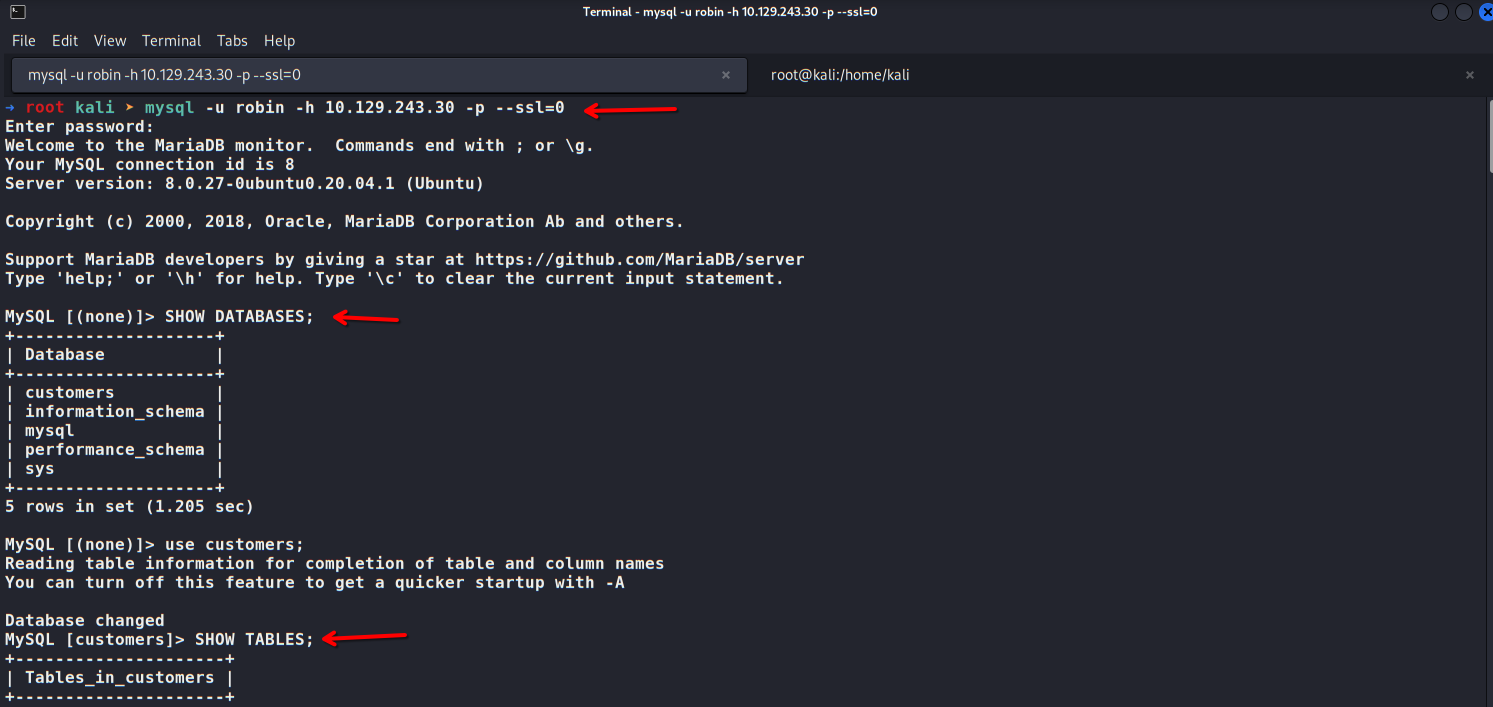 Terminal - mysql -u robin -h 10.129.243.30 -p --ssl=0
File Edit View Terminal Tabs Help
mysql -u robin -h 10.129.243.30 -p --ssl=0 × root@kali:/home/kali ×
→ root kali ➤ mysql -u robin -h 10.129.243.30 -p --ssl=0
Enter password:
Welcome to the MariaDB monitor.  Commands end with ; or \g.
Your MySQL connection id is 8
Server version: 8.0.27-0ubuntu0.20.04.1 (Ubuntu)

Copyright (c) 2000, 2018, Oracle, MariaDB Corporation Ab and others.

Support MariaDB developers by giving a star at https://github.com/MariaDB/server
Type 'help;' or '\h' for help. Type '\c' to clear the current input statement.

MySQL [(none)]> SHOW DATABASES;
+--------------------+
| Database           |
+--------------------+
| customers          |
| information_schema |
| mysql              |
| performance_schema |
| sys                |
+--------------------+
5 rows in set (1.205 sec)

MySQL [(none)]> use customers;
Reading table information for completion of table and column names
You can turn off this feature to get a quicker startup with -A

Database changed
MySQL [customers]> SHOW TABLES;
+---------------------+
| Tables_in_customers |
+---------------------+